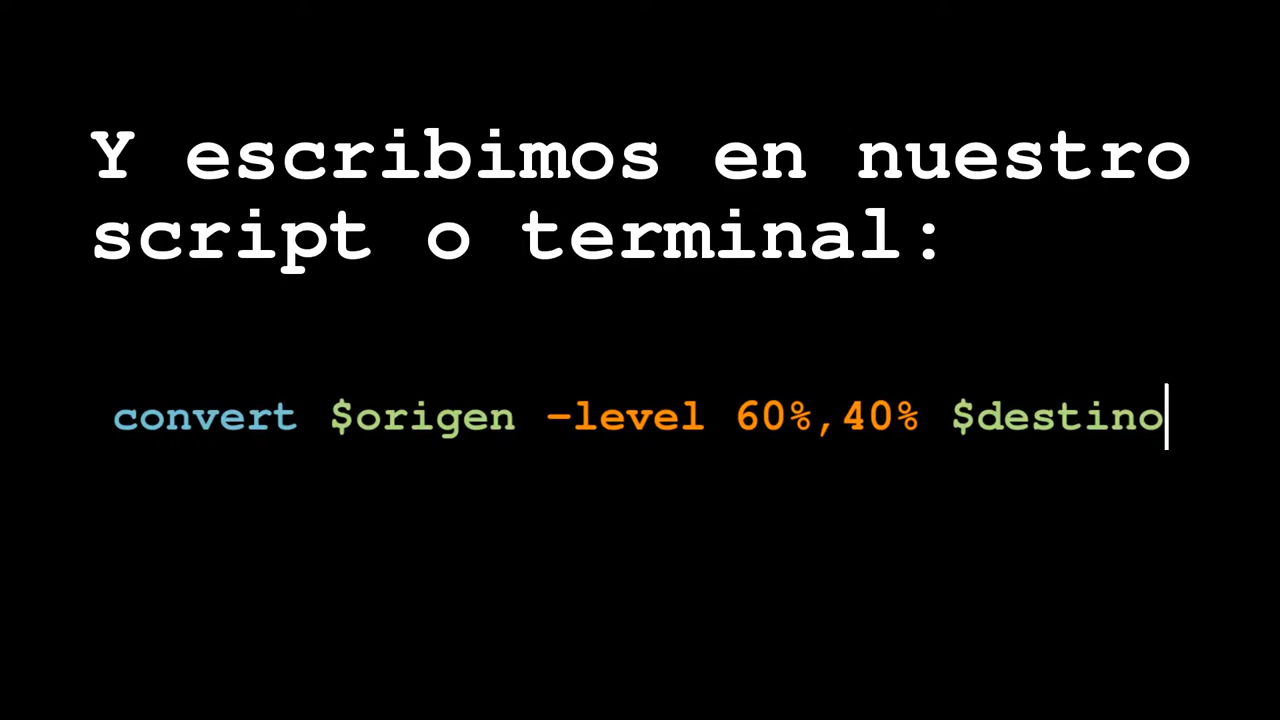 Y escribimos en nuestro
script o terminal:
convert $origen -level 60%,40% $destino